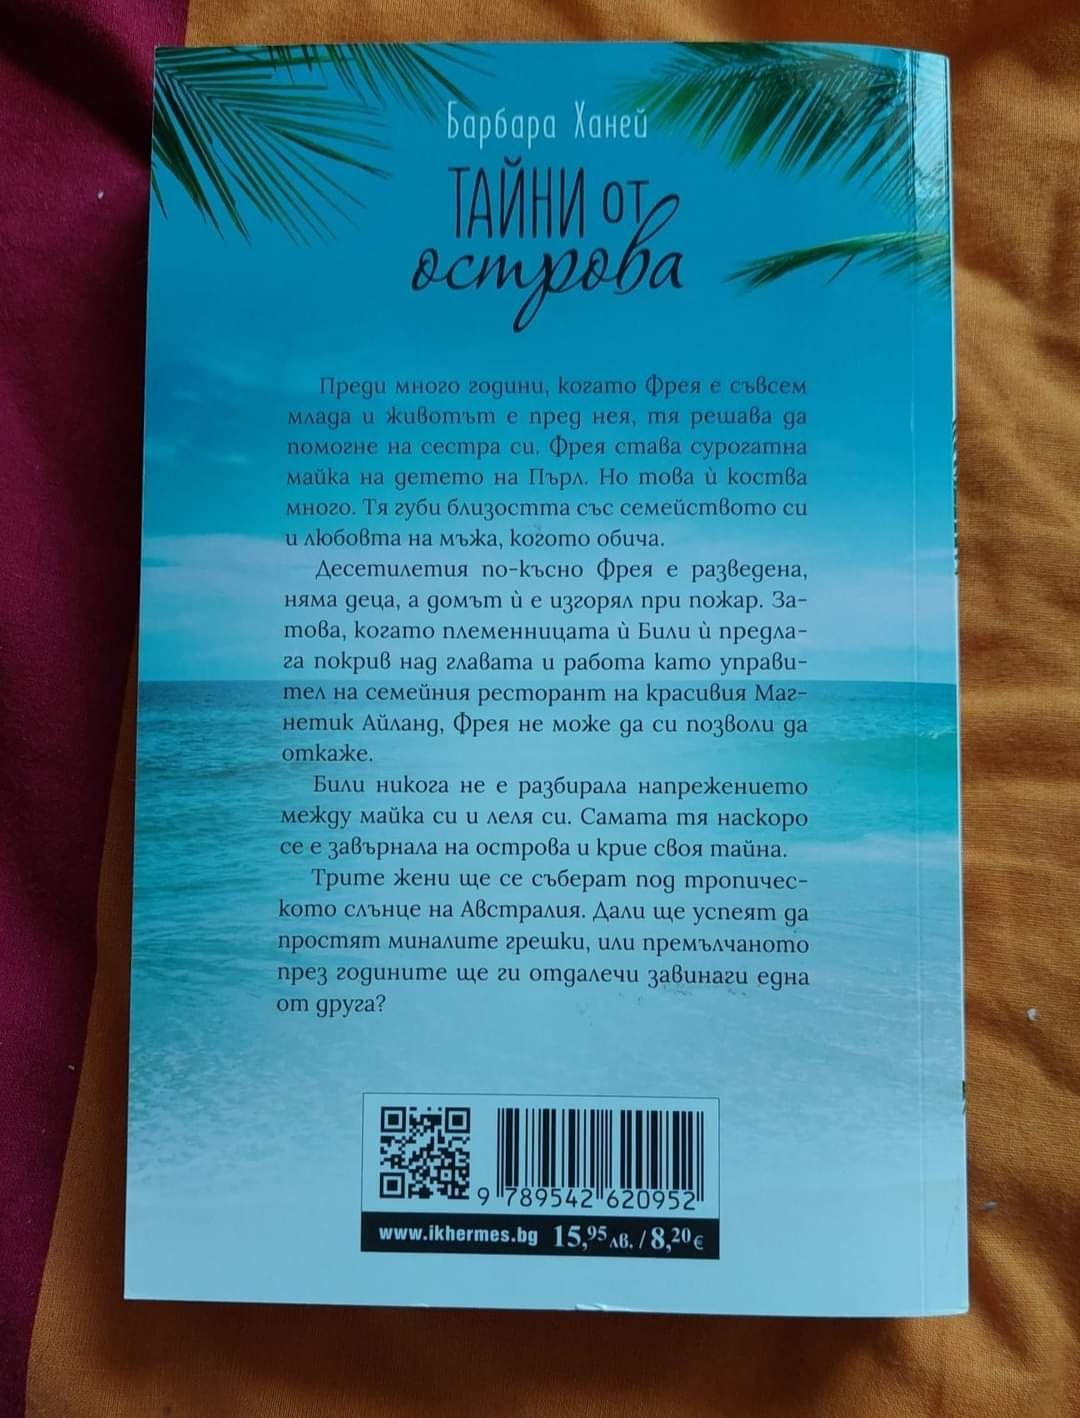 Барбара Ханей
ТАЙНИ от
острова
Преди много години, когато Фрея е съвсем
млада и животът е пред нея, тя решава да
помогне на сестра си. Фрея става сурогатна
майка на детето на Пърл. Но това ѝ коства
много. Тя губи близостта със семейството си
и любовта на мъжа, когото обича.
Десетилетия по-късно Фрея е разведена,
няма деца, а домът ѝ е изгорял при пожар. За-
това, когато племенницата ѝ Били ѝ предла-
га покрив над главата и работа като управи-
тел на семейния ресторант на красивия Маг-
нетик Айланд, Фрея не може да си позволи да
откаже.
Били никога не е разбирала напрежението
между майка си и леля си. Самата тя наскоро
се е завърнала на острова и крие своя тайна.
Трите жени ще се съберат под тропичес-
кото слънце на Австралия. Дали ще успеят да
простят миналите грешки, или премълчаното
през годините ще ги отдалечи завинаги една
от друга?
9 789542 620952
www.ikhermes.bg 15,95 лв. / 8,20 €